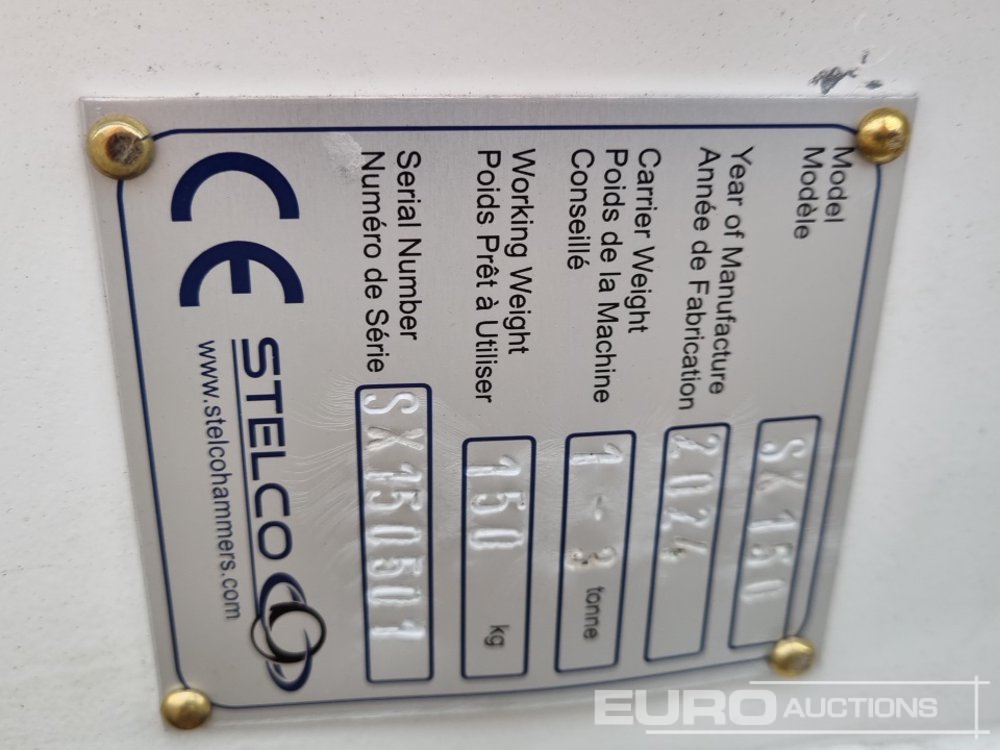 Model
Modèle
SX150
Year of Manufacture
Année de Fabrication
2024
Carrier Weight
Poids de la Machine
Conseillé
1-3 tonne
Working Weight
Poids Prêt à Utiliser
150 kg
Serial Number
Numéro de Série
SX150501
CE STELCO
www.stelcohammers.com
EURO AUCTIONS